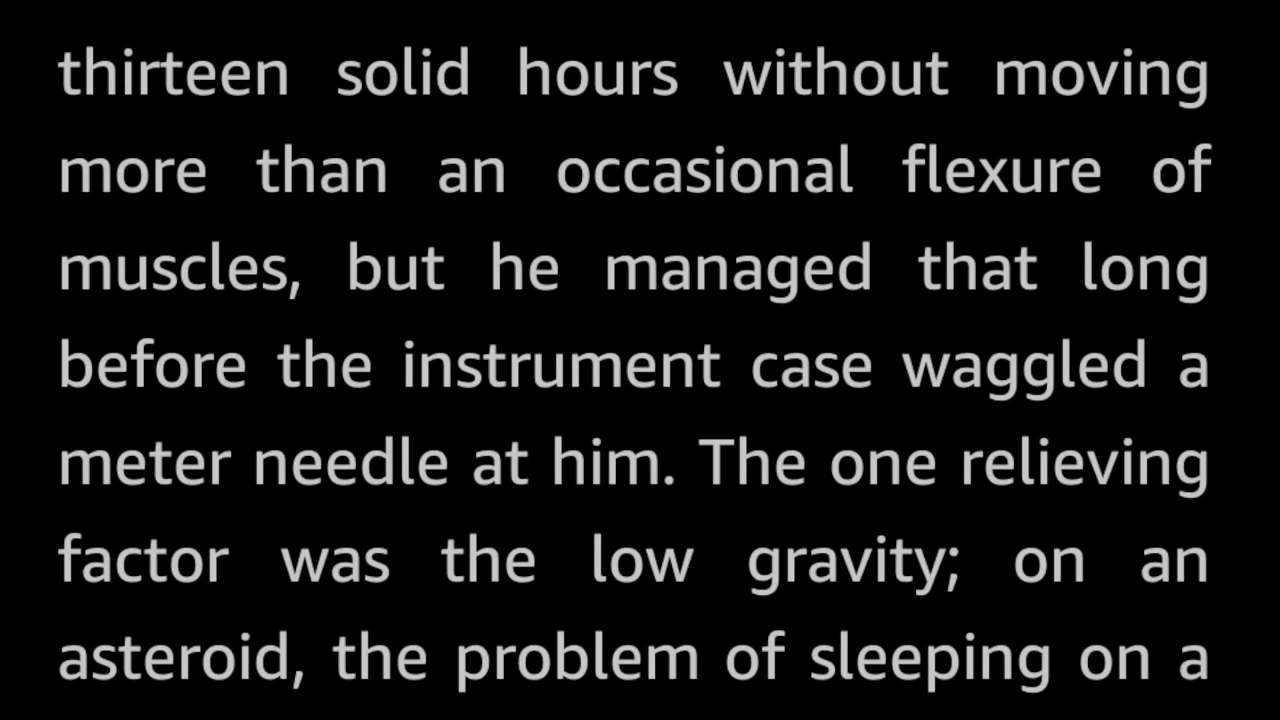 thirteen solid hours without moving
more than an occasional flexure of
muscles, but he managed that long
before the instrument case waggled a
meter needle at him. The one relieving
factor was the low gravity; on an
asteroid, the problem of sleeping on a